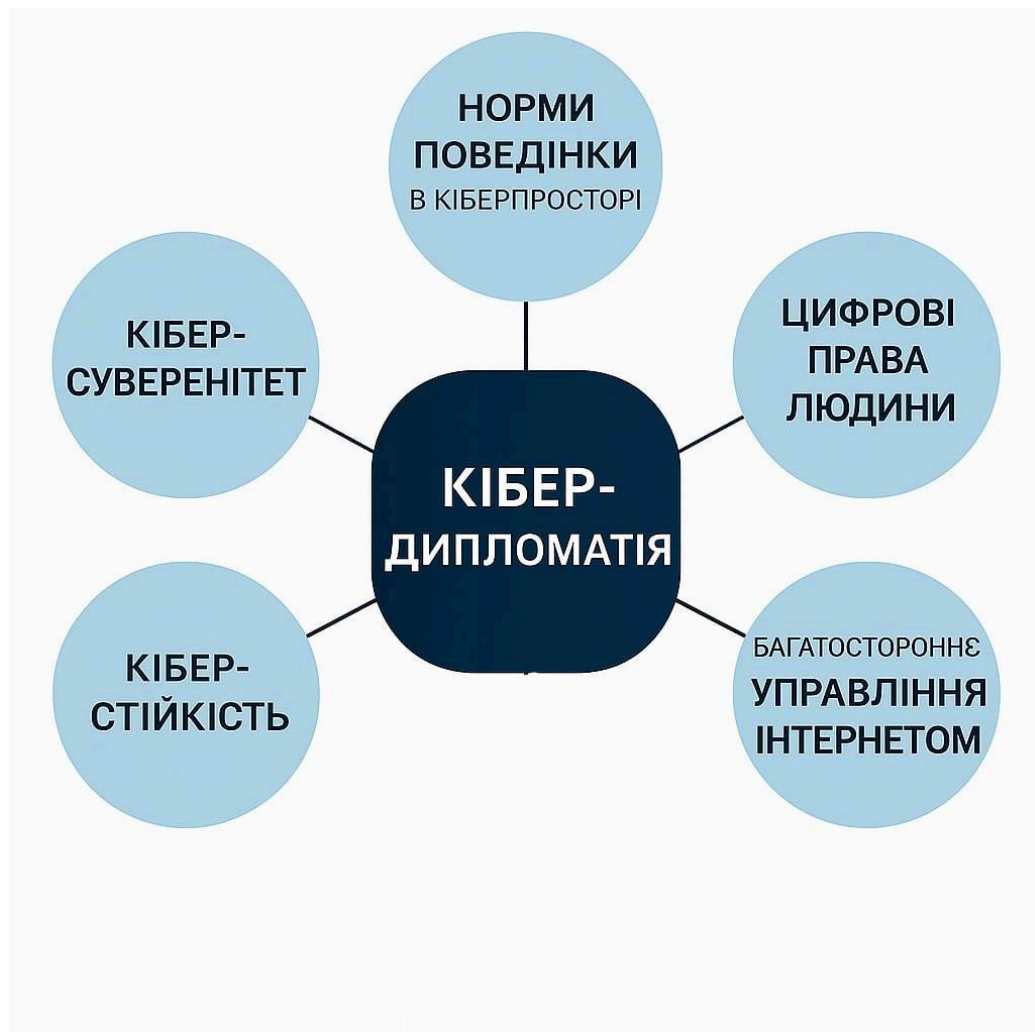 НОРМИ
ПОВЕДІНКИ
В КІБЕРПРОСТОРІ
КІБЕР-
СУВЕРЕНІТЕТ
ЦИФРОВІ
ПРАВА
ЛЮДИНИ
КІБЕР-
ДИПЛОМАТІЯ
КІБЕР-
СТІЙКІСТЬ
БАГАТОСТОРОННЄ
УПРАВЛІННЯ
ІНТЕРНЕТОМ